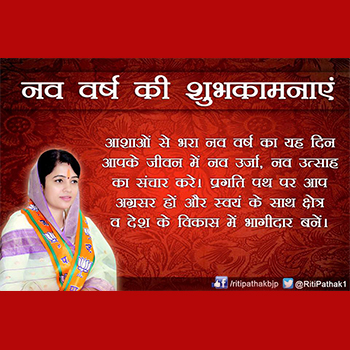 नव वर्ष की शुभकामनाएं
आशाओं से भरा नव वर्ष का यह दिन
आपके जीवन में नव उर्जा, नव उत्साह
का संचार करे। प्रगति पथ पर आप
अग्रसर हों और स्वयं के साथ क्षेत्र
व देश के विकास में भागीदार बनें।
/ritipathakbjp @RitiPathak1